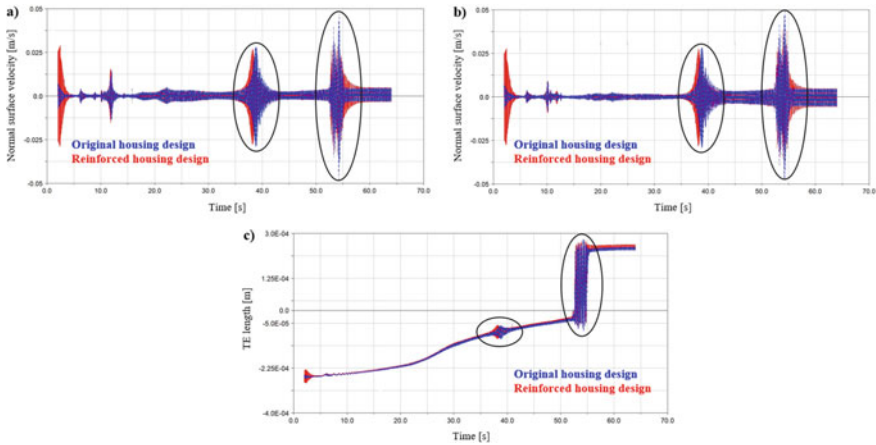 a)
Normal surface velocity [m/s]
0.05
0.025
0.0
-0.025
-0.05
Original housing design
Reinforced housing design
0.0 10.0 20.0 30.0 40.0 50.0 60.0 70.0
Time [s]
b)
Normal surface velocity [m/s]
0.05
0.025
0.0
-0.025
-0.05
Original housing design
Reinforced housing design
0.0 10.0 20.0 30.0 40.0 50.0 60.0 70.0
Time [s]
c)
TE length [m]
3.0E-04
1.25E-04
0.0
-5.0E-05
-2.25E-04
-4.0E-04
Original housing design
Reinforced housing design
0.0 10.0 20.0 30.0 40.0 50.0 60.0 70.0
Time [s]